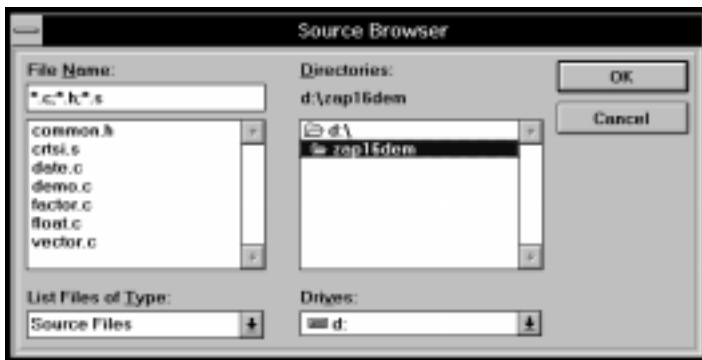 Source Browser
File Name:
*.c;*.h;*.s
common.h
crtsi.s
date.c
demo.c
factor.c
float.c
vector.c
List Files of Type:
Source Files
Directories:
d:\zap16dem
d:\
zap16dem
Drives:
d:
OK
Cancel